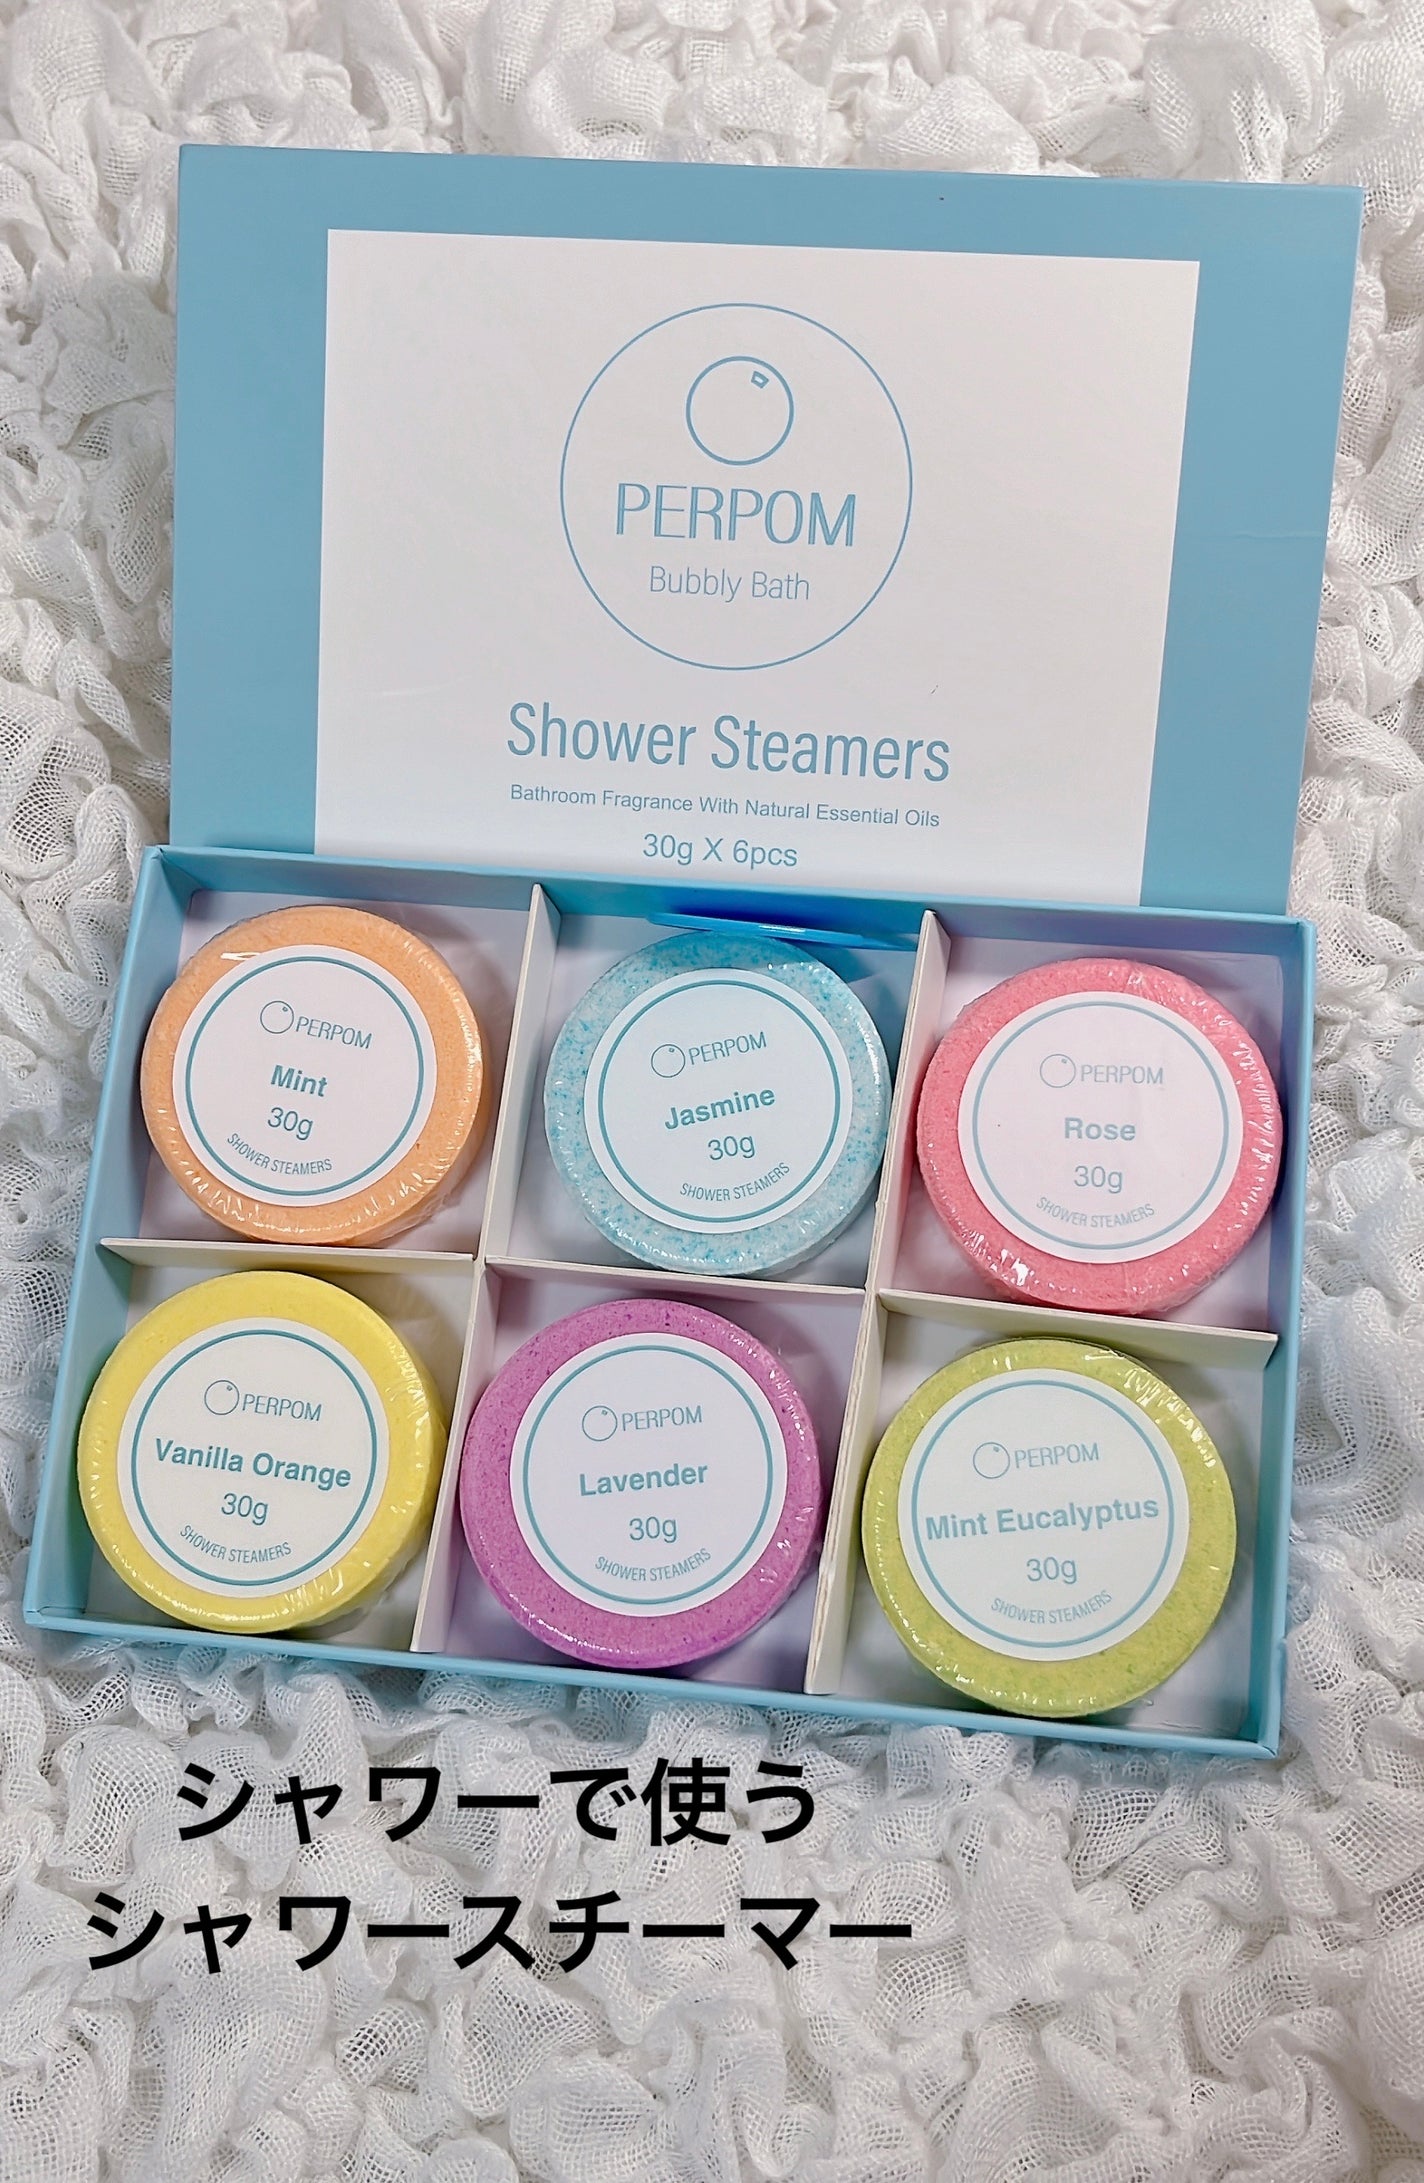 PERPOM
Bubbly Bath
Shower Steamers
Bathroom Fragrance With Natural Essential Oils
30g X 6pcs
PERPOM
Mint
30g
SHOWER STEAMERS
PERPOM
Jasmine
30g
SHOWER STEAMERS
PERPOM
Rose
30g
SHOWER STEAMERS
PERPOM
Vanilla Orange
30g
SHOWER STEAMERS
PERPOM
Lavender
30g
SHOWER STEAMERS
PERPOM
Mint Eucalyptus
30g
SHOWER STEAMERS
シャワーで使う
シャワースチーマー